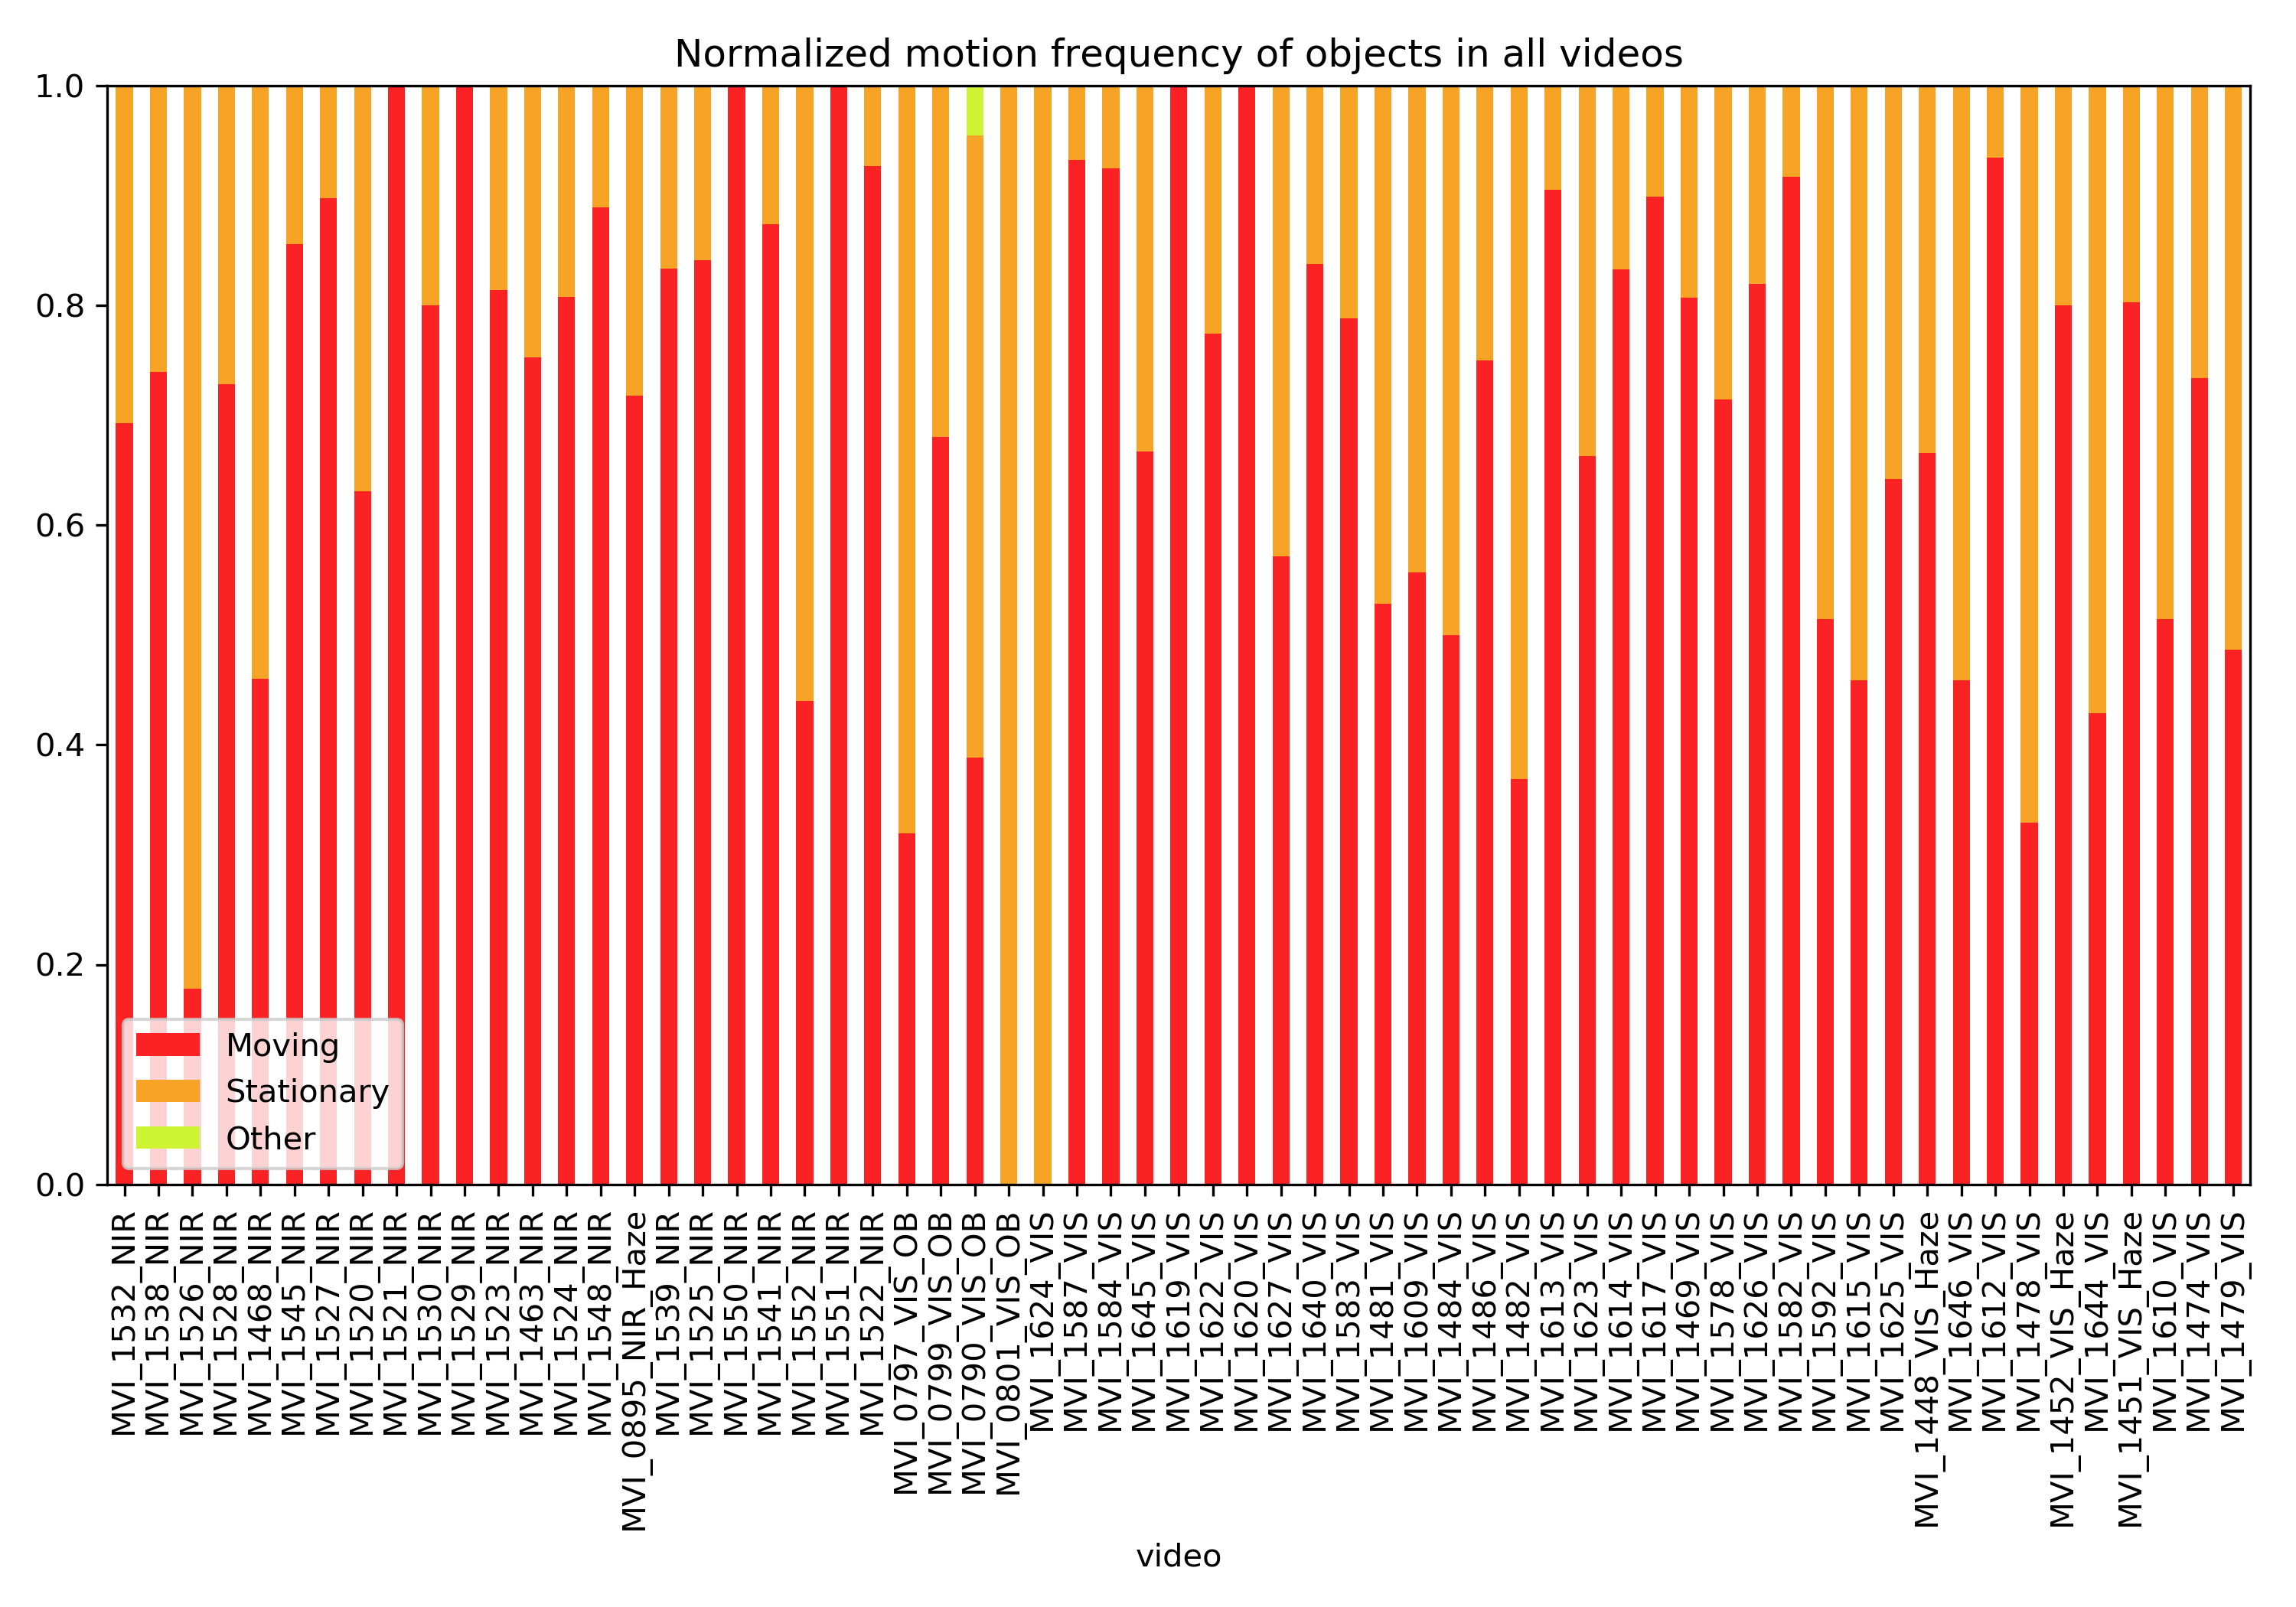 Normalized motion frequency of objects in all videos
1.0
0.8
0.6
0.4
0.2
0.0
Moving
Stationary
Other
MVI_1532_NIR
MVI_1538_NIR
MVI_1526_NIR
MVI_1528_NIR
MVI_1468_NIR
MVI_1545_NIR
MVI_1527_NIR
MVI_1520_NIR
MVI_1521_NIR
MVI_1530_NIR
MVI_1529_NIR
MVI_1523_NIR
MVI_1463_NIR
MVI_1524_NIR
MVI_1548_NIR
MVI_0895_NIR_Haze
MVI_1539_NIR
MVI_1525_NIR
MVI_1550_NIR
MVI_1541_NIR
MVI_1552_NIR
MVI_1551_NIR
MVI_1522_NIR
MVI_0797_VIS_OB
MVI_0799_VIS_OB
MVI_0790_VIS_OB
MVI_0801_VIS_OB
MVI_1624_VIS
MVI_1587_VIS
MVI_1584_VIS
MVI_1645_VIS
MVI_1619_VIS
MVI_1622_VIS
MVI_1620_VIS
MVI_1627_VIS
MVI_1640_VIS
MVI_1583_VIS
MVI_1481_VIS
MVI_1609_VIS
MVI_1484_VIS
MVI_1486_VIS
MVI_1482_VIS
MVI_1613_VIS
MVI_1623_VIS
MVI_1614_VIS
MVI_1617_VIS
MVI_1469_VIS
MVI_1578_VIS
MVI_1626_VIS
MVI_1582_VIS
MVI_1592_VIS
MVI_1615_VIS
MVI_1625_VIS
MVI_1448_VIS_Haze
MVI_1646_VIS
MVI_1612_VIS
MVI_1478_VIS
MVI_1452_VIS_Haze
MVI_1644_VIS
MVI_1451_VIS_Haze
MVI_1610_VIS
MVI_1474_VIS
MVI_1479_VIS
video